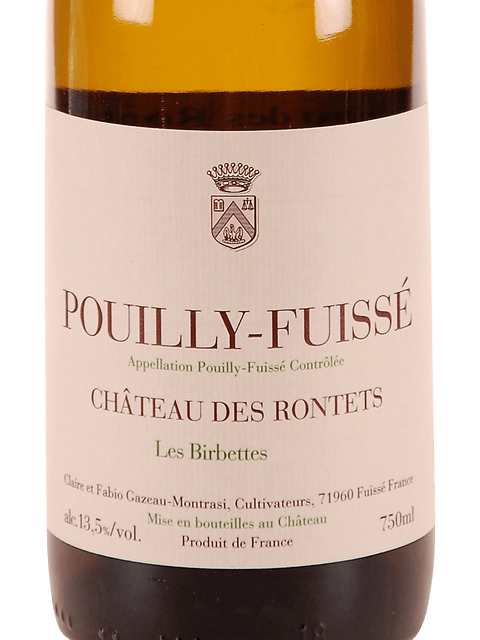 POUILLY-FUISSÉ
Appellation Pouilly-Fuissé Contrôlée
CHÂTEAU DES RONTETS
Les Birbettes
Claire et Fabio Gazeau-Montrasi, Cultivateurs, 71960 Fuissé France
alc.13,5%/vol. Mise en bouteilles au Château 750ml
Produit de France